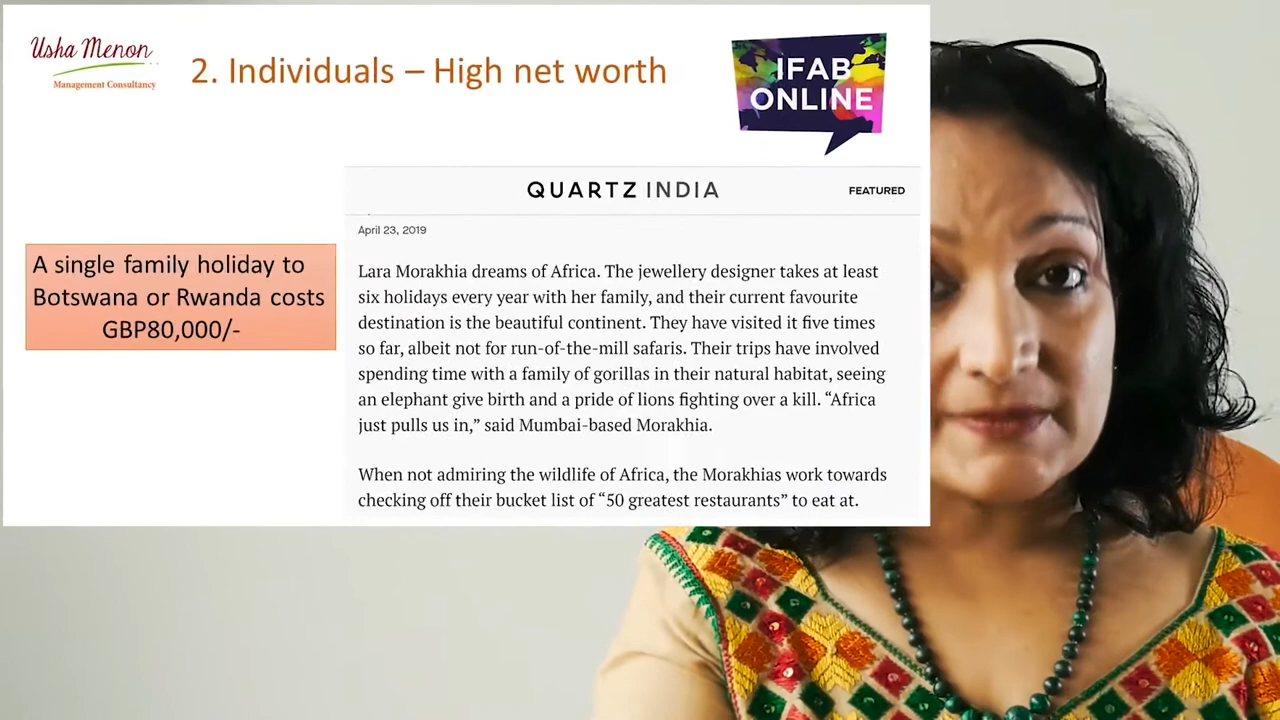 Usha Menon
Management Consultancy
2. Individuals – High net worth
IFAB
ONLINE
QUARTZ INDIA
FEATURED
April 23, 2019
A single family holiday to
Botswana or Rwanda costs
GBP80,000/-
Lara Morakhia dreams of Africa. The jewellery designer takes at least
six holidays every year with her family, and their current favourite
destination is the beautiful continent. They have visited it five times
so far, albeit not for run-of-the-mill safaris. Their trips have involved
spending time with a family of gorillas in their natural habitat, seeing
an elephant give birth and a pride of lions fighting over a kill. “Africa
just pulls us in,” said Mumbai-based Morakhia.
When not admiring the wildlife of Africa, the Morakhias work towards
checking off their bucket list of “50 greatest restaurants” to eat at.